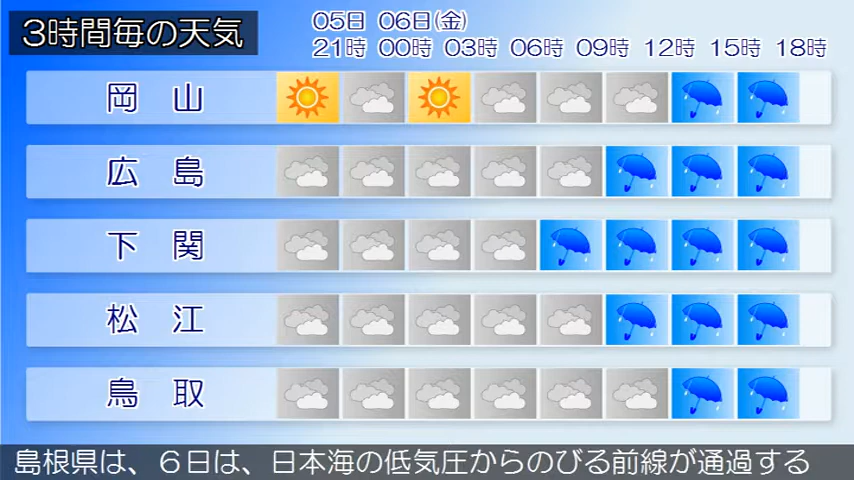 3時間毎の天気
05日 06日(金)
21時 00時 03時 06時 09時 12時 15時 18時
岡 山
広 島
下 関
松 江
鳥 取
島根県は、６日は、日本海の低気圧からのびる前線が通過する